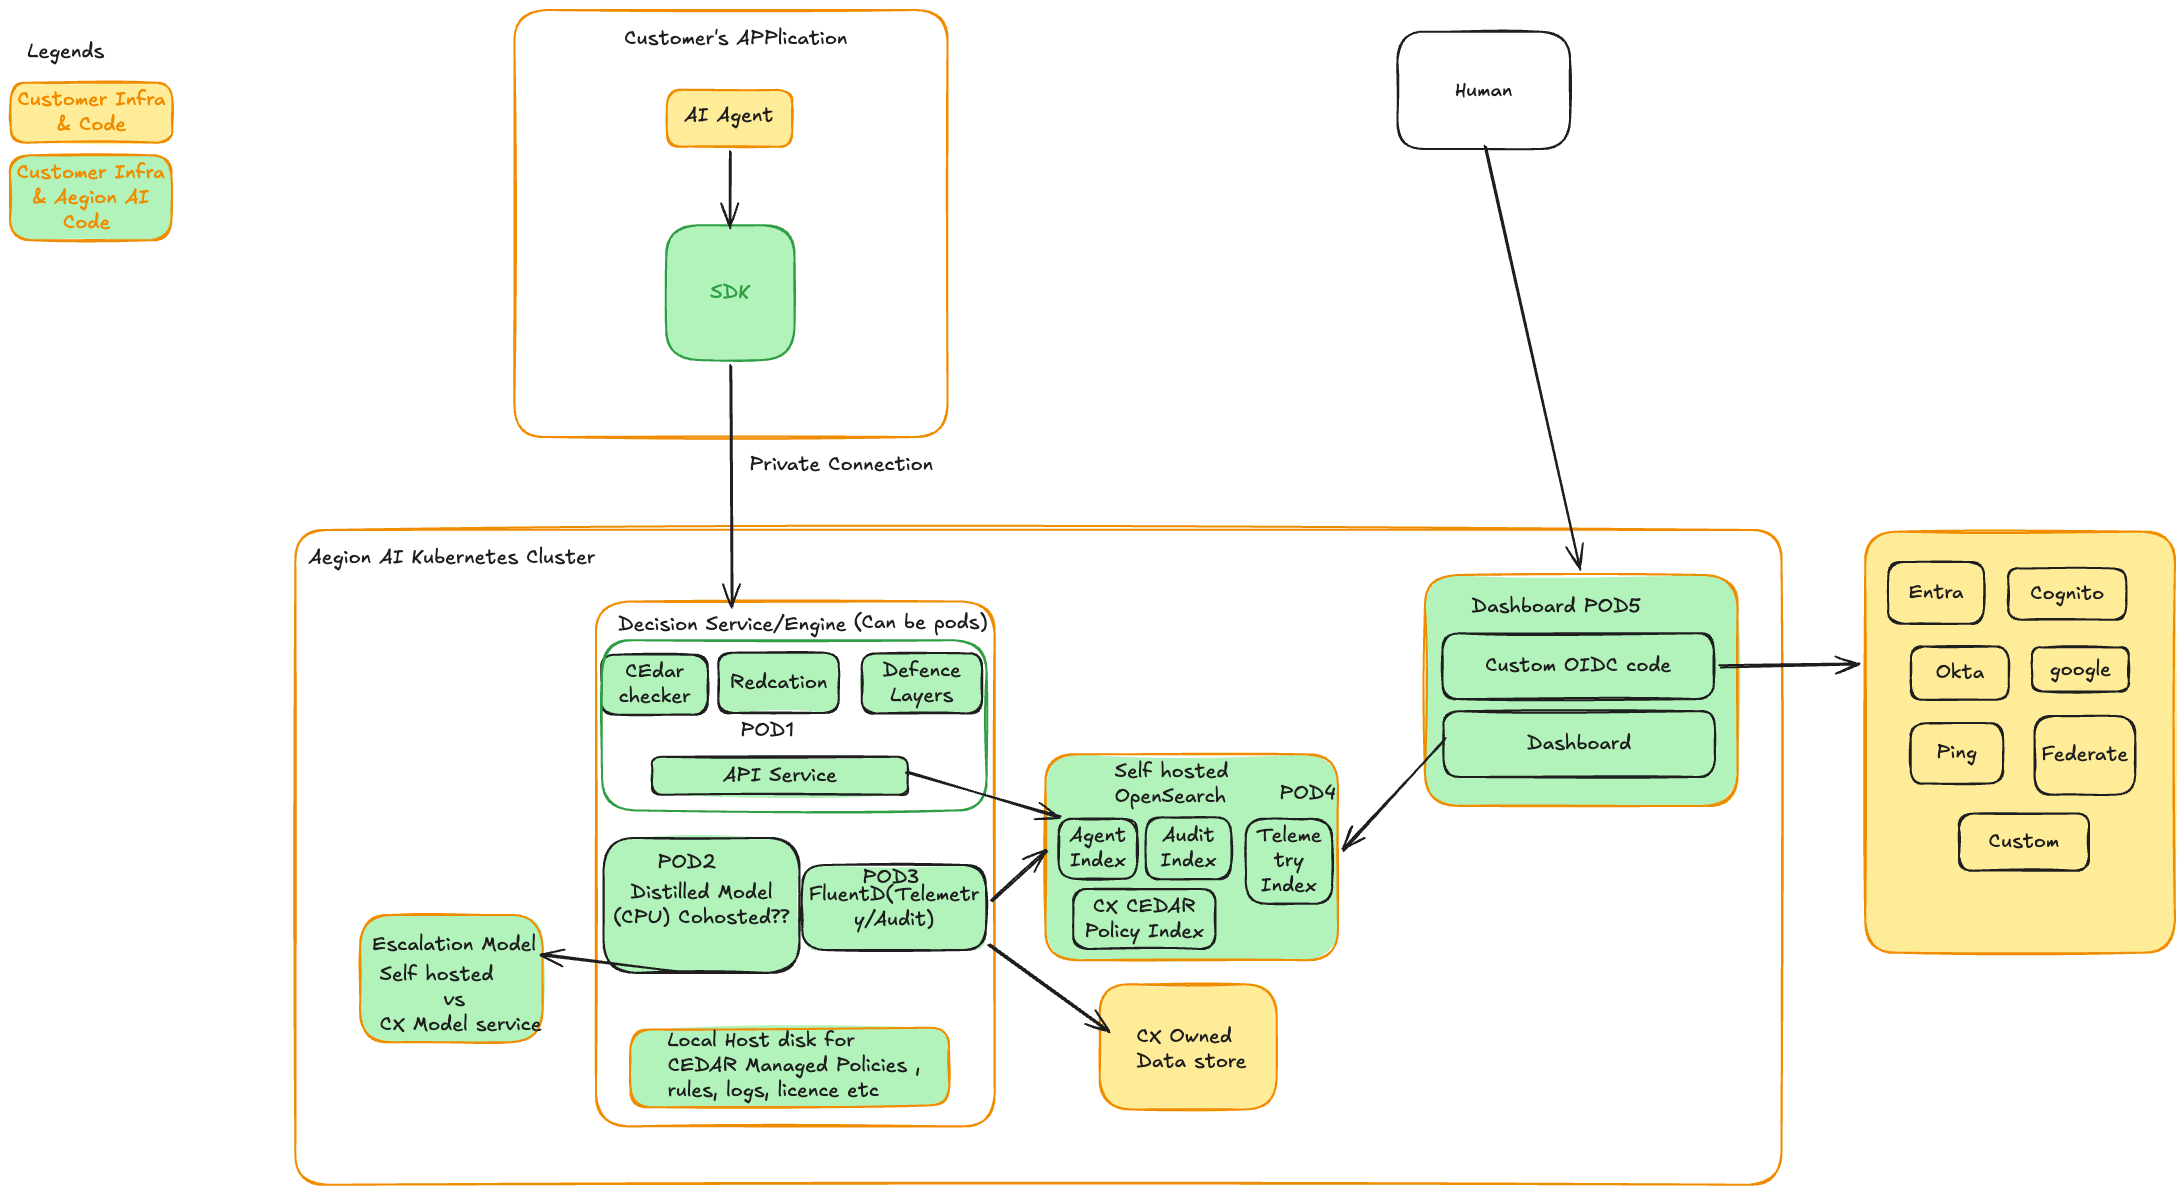 Legends
Customer Infra
& Code
Customer Infra
& Aegion AI
Code
Customer's APPlication
AI Agent
SDK
Private Connection
Human
Aegion AI Kubernetes Cluster
Decision Service/Engine (Can be pods)
CEdar
checker
Redcation
Defence
Layers
POD1
API Service
POD2
Distilled Model
(CPU) Cohosted??
POD3
FluentD(Telemetr
y/Audit)
Escalation Model
Self hosted
vs
CX Model service
Local Host disk for
CEDAR Managed Policies ,
rules, logs, licence etc
Self hosted
OpenSearch
POD4
Agent
Index
Audit
Index
Teleme
try
Index
CX CEDAR
Policy Index
CX Owned
Data store
Dashboard POD5
Custom OIDC code
Dashboard
Entra
Cognito
Okta
google
Ping
Federate
Custom